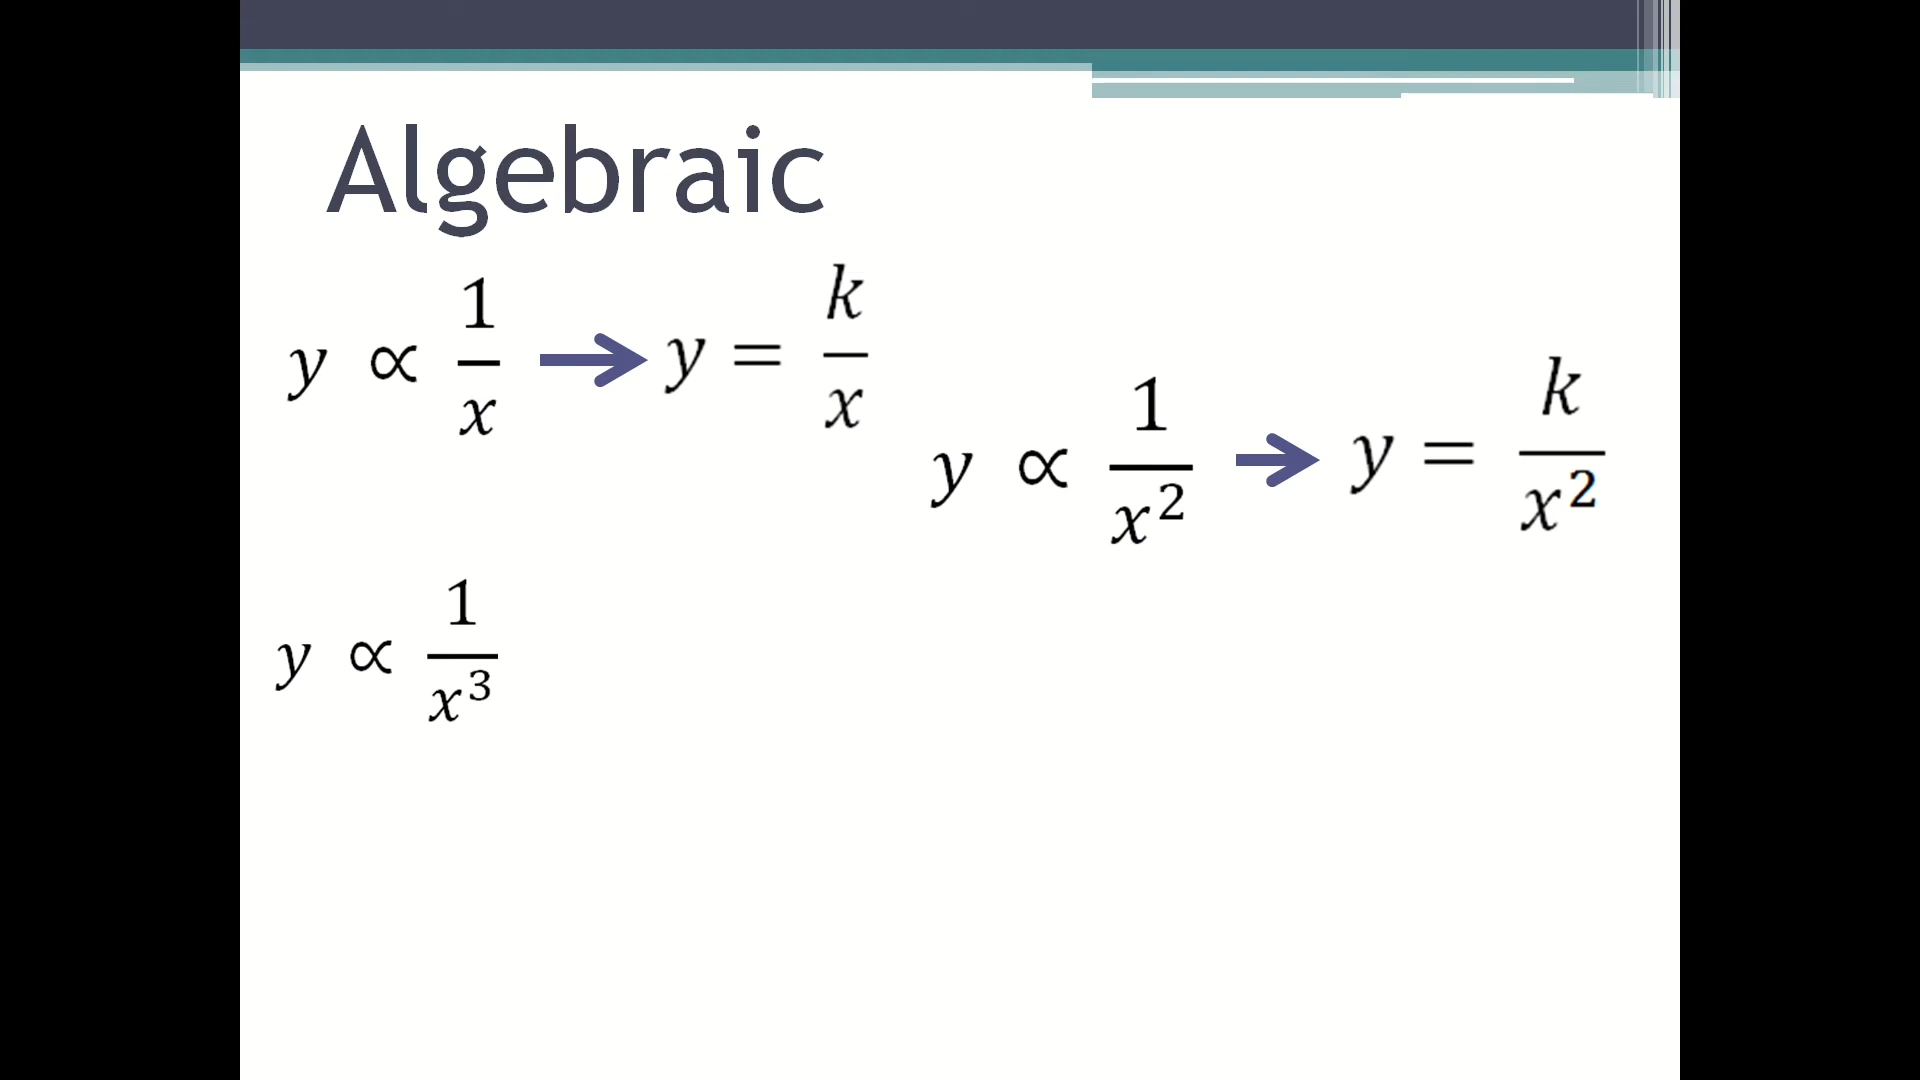 Algebraic
y ∝ 1/x → y = k/x
y ∝ 1/x² → y = k/x²
y ∝ 1/x³